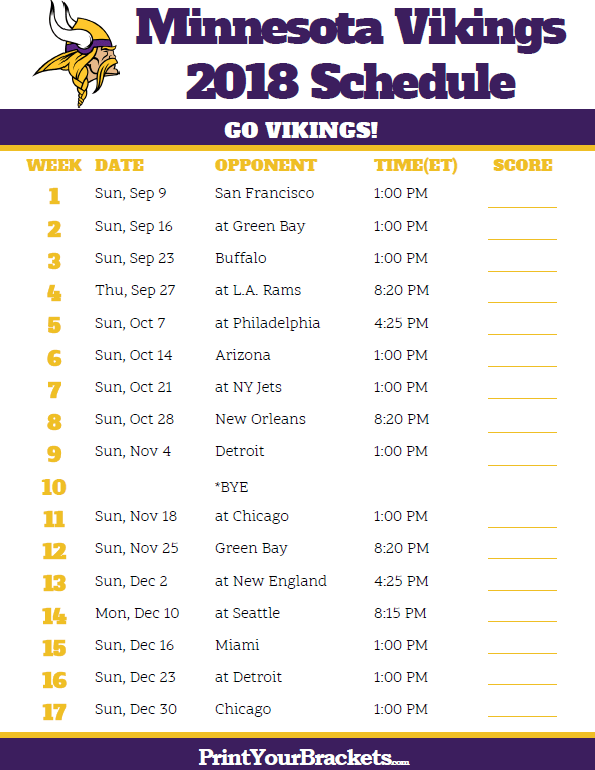 Minnesota Vikings
2018 Schedule
GO VIKINGS!
WEEK DATE OPPONENT TIME(ET) SCORE
1 Sun, Sep 9 San Francisco 1:00 PM
2 Sun, Sep 16 at Green Bay 1:00 PM
3 Sun, Sep 23 Buffalo 1:00 PM
4 Thu, Sep 27 at L.A. Rams 8:20 PM
5 Sun, Oct 7 at Philadelphia 4:25 PM
6 Sun, Oct 14 Arizona 1:00 PM
7 Sun, Oct 21 at NY Jets 1:00 PM
8 Sun, Oct 28 New Orleans 8:20 PM
9 Sun, Nov 4 Detroit 1:00 PM
10 *BYE
11 Sun, Nov 18 at Chicago 1:00 PM
12 Sun, Nov 25 Green Bay 8:20 PM
13 Sun, Dec 2 at New England 4:25 PM
14 Mon, Dec 10 at Seattle 8:15 PM
15 Sun, Dec 16 Miami 1:00 PM
16 Sun, Dec 23 at Detroit 1:00 PM
17 Sun, Dec 30 Chicago 1:00 PM
PrintYourBrackets.com